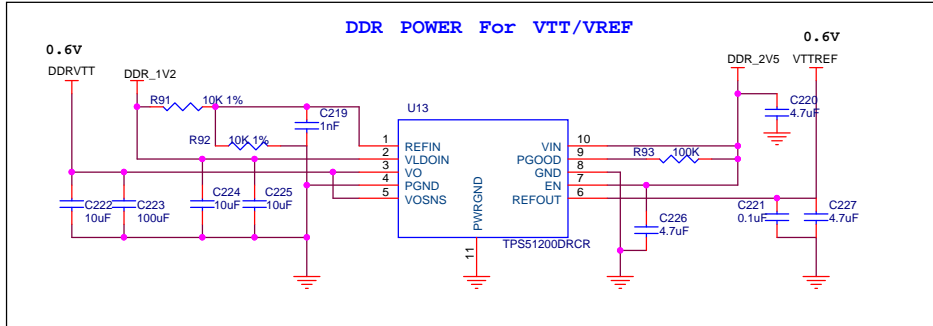 DDR POWER For VTT/VREF
0.6V
DDRVTT
DDR_1V2
0.6V
DDR_2V5
VTTREF
R91
10K 1%
R92
10K 1%
C219
1nF
U13
C220
4.7uF
1
REFIN
2
VLDOIN
3
VO
4
PGND
5
VOSNS
VIN
10
PGOOD
9
GND
8
EN
7
REFOUT
6
PWRGND
11
TPS51200DRCR
R93
100K
C222
10uF
C223
100uF
C224
10uF
C225
10uF
C226
4.7uF
C221
0.1uF
C227
4.7uF